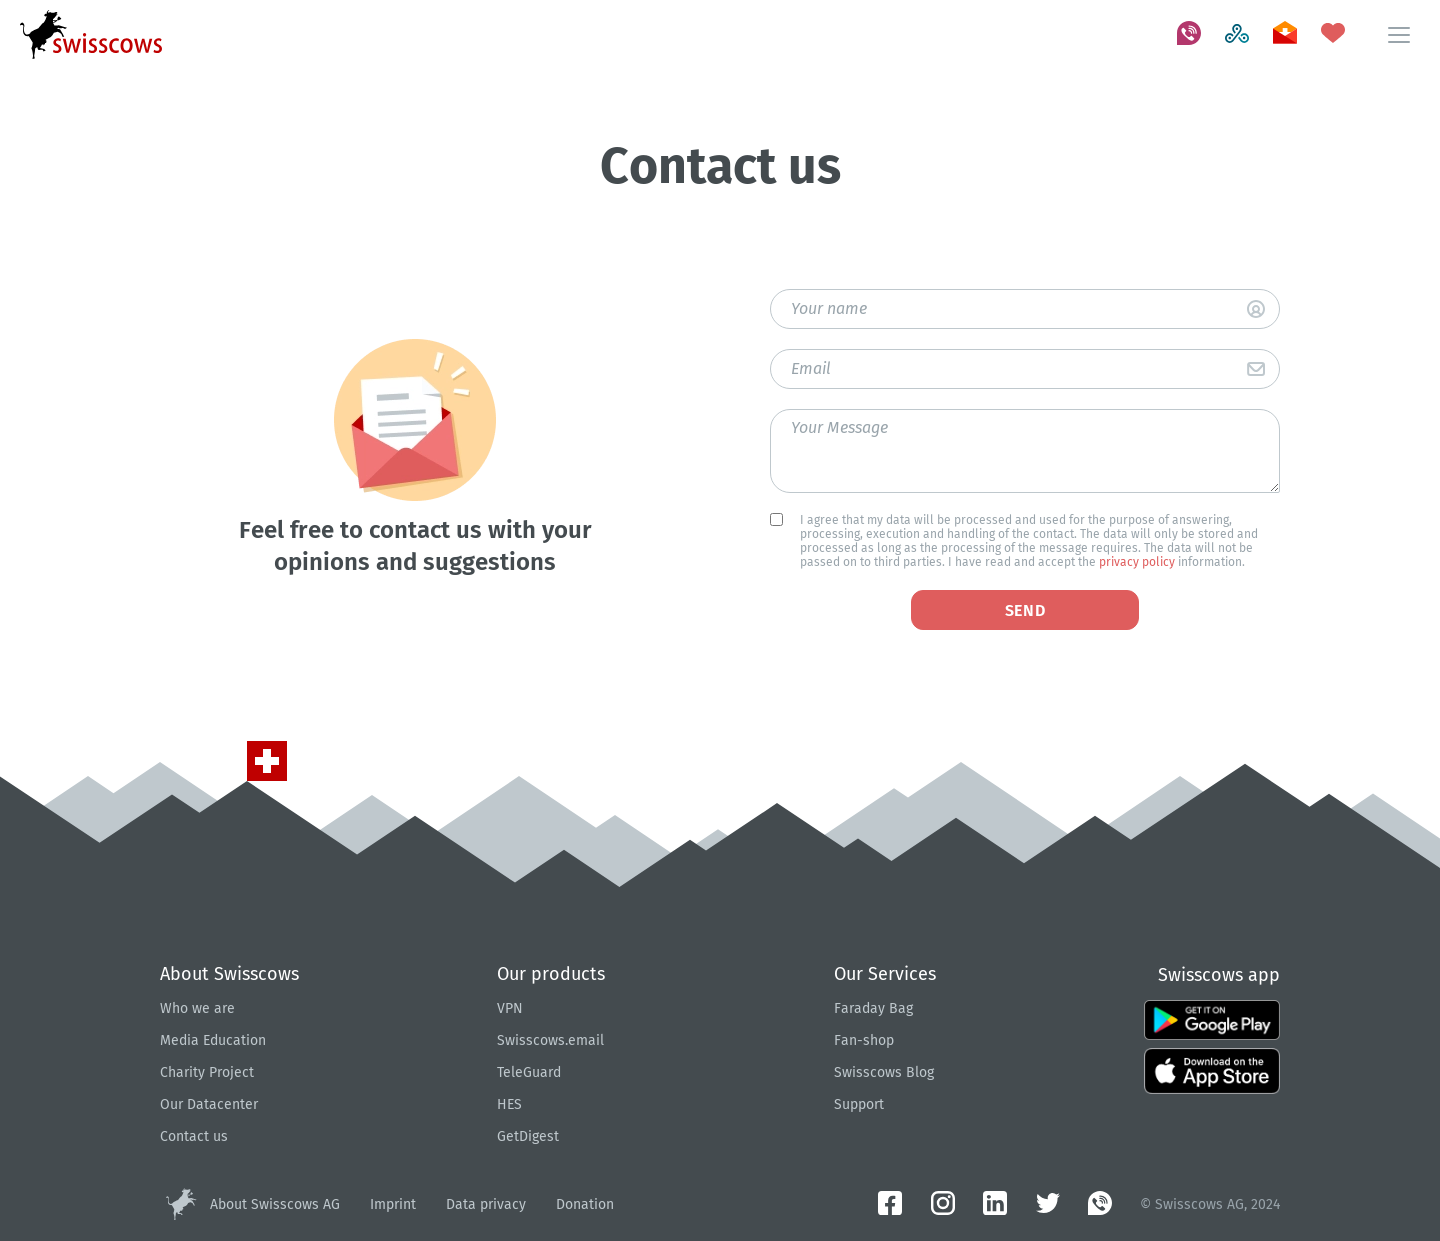 swisscows
Contact us
Your name
Email
Your Message
Feel free to contact us with your
opinions and suggestions
I agree that my data will be processed and used for the purpose of answering,
processing, execution and handling of the contact. The data will only be stored and
processed as long as the processing of the message requires. The data will not be
passed on to third parties. I have read and accept the privacy policy information.
SEND
About Swisscows
Who we are
Media Education
Charity Project
Our Datacenter
Contact us
Our products
VPN
Swisscows.email
TeleGuard
HES
GetDigest
Our Services
Faraday Bag
Fan-shop
Swisscows Blog
Support
Swisscows app
GET IT ON
Google Play
Download on the
App Store
About Swisscows AG
Imprint
Data privacy
Donation
© Swisscows AG, 2024